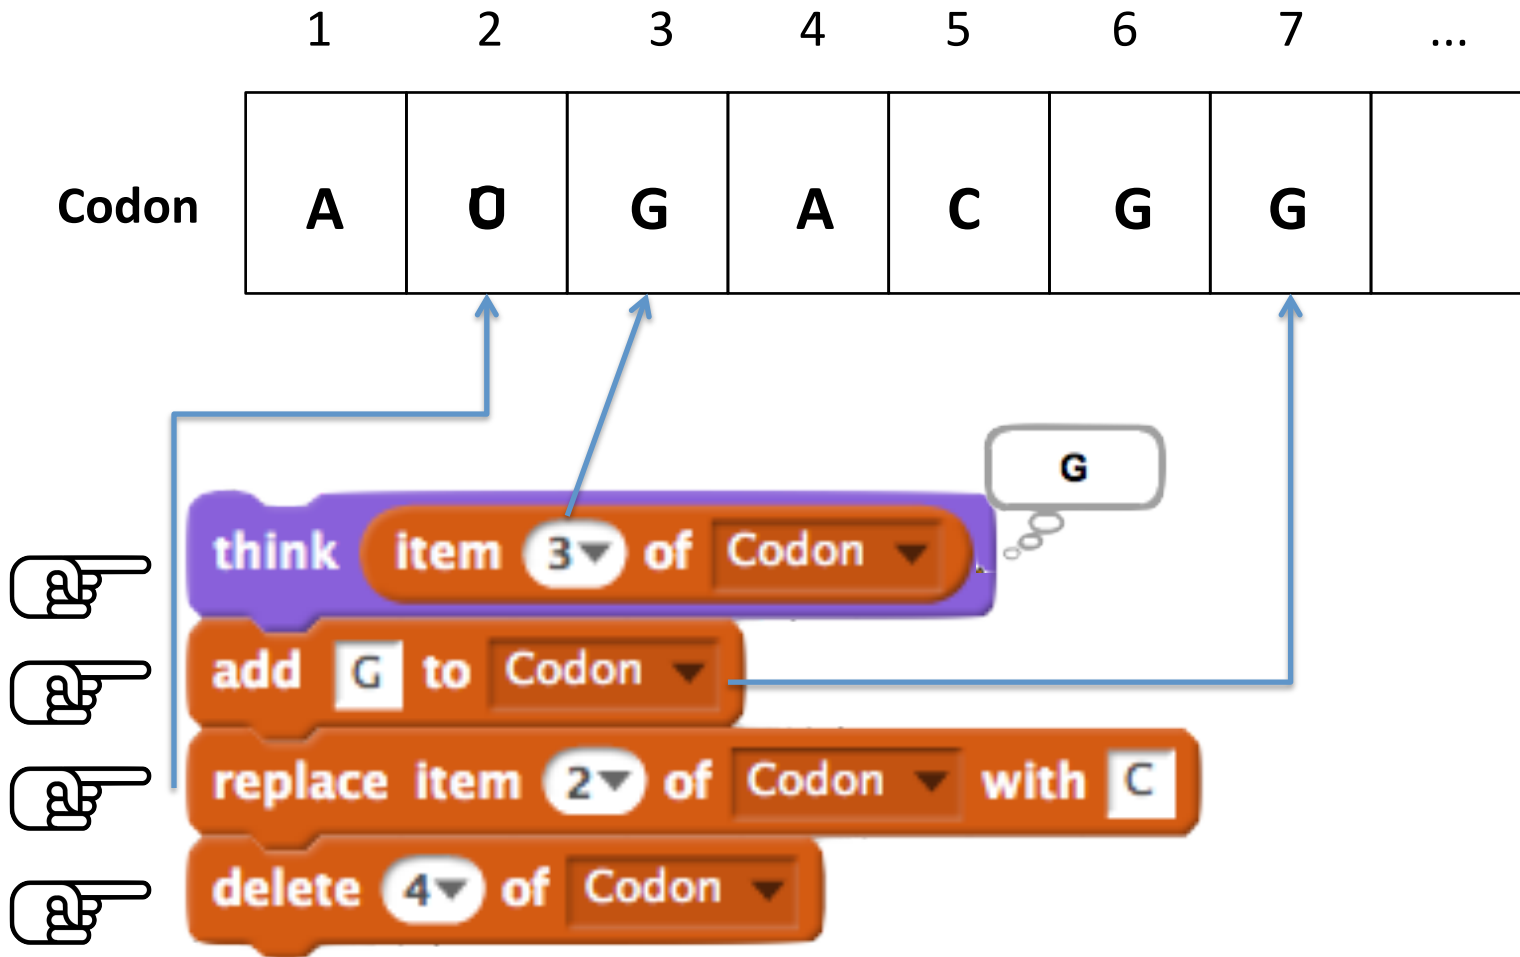 1 2 3 4 5 6 7 ...
Codon A G A C G G
G
think item 3 of Codon
add G to Codon
replace item 2 of Codon with C
delete 4 of Codon